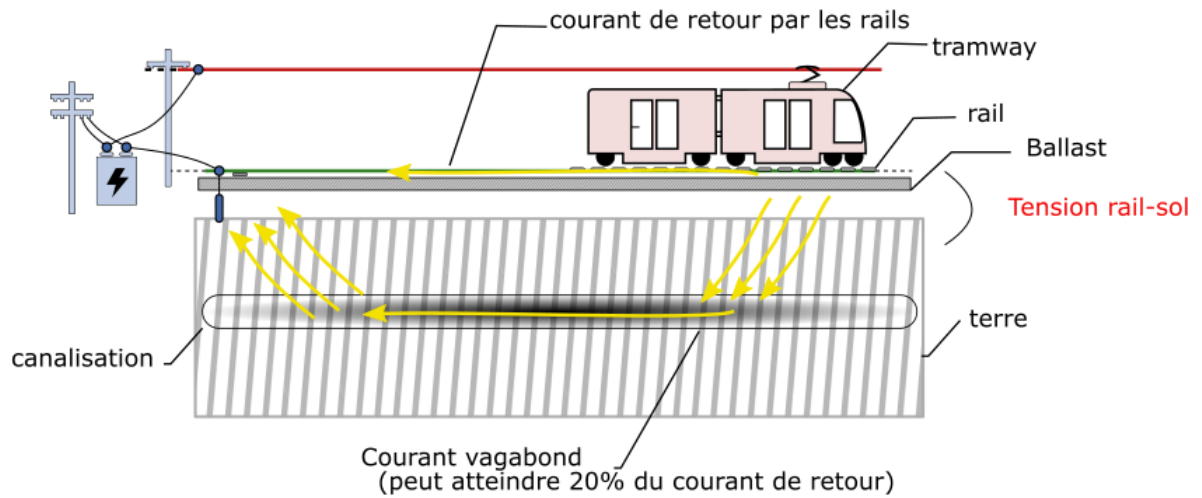 courant de retour par les rails
tramway
rail
Ballast
Tension rail-sol
terre
canalisation
Courant vagabond
(peut atteindre 20% du courant de retour)